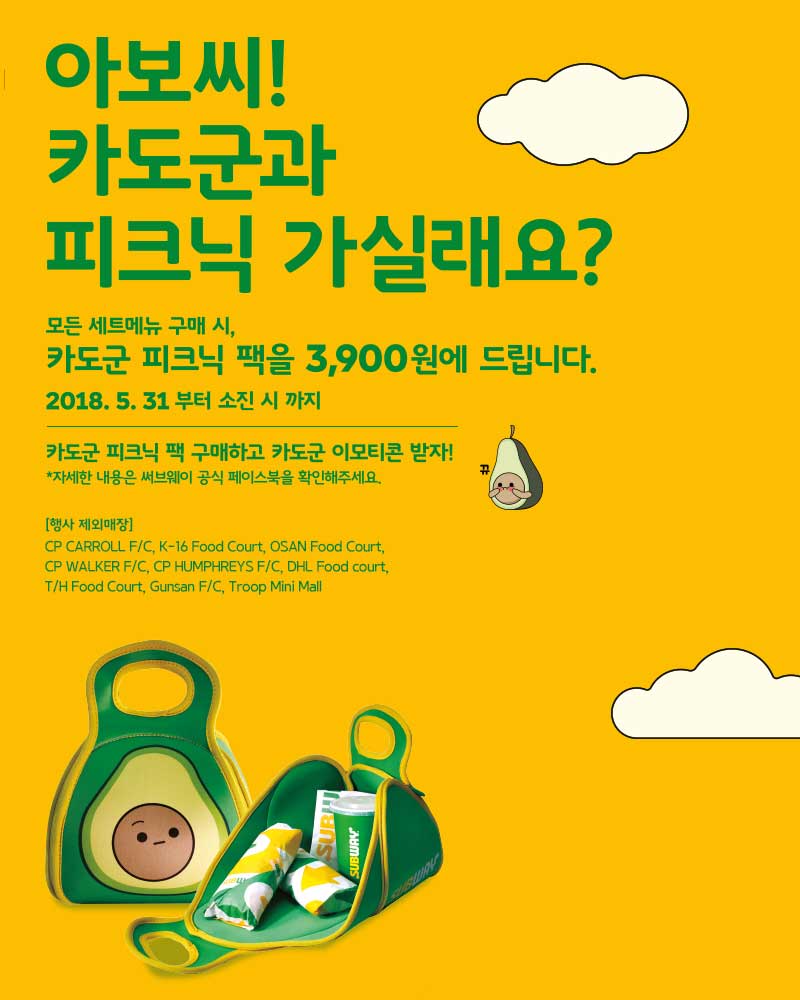 아보씨!
카도군과
피크닉 가실래요?
모든 세트메뉴 구매 시,
카도군 피크닉 팩을 3,900원에 드립니다.
2018. 5. 31 부터 소진 시 까지
카도군 피크닉 팩 구매하고 카도군 이모티콘 받자!
*자세한 내용은 써브웨이 공식 페이스북을 확인해주세요.
뀨
[행사 제외매장]
CP CARROLL F/C, K-16 Food Court, OSAN Food Court,
CP WALKER F/C, CP HUMPHREYS F/C, DHL Food court,
T/H Food Court, Gunsan F/C, Troop Mini Mall
SUBWAY
SUBWAY